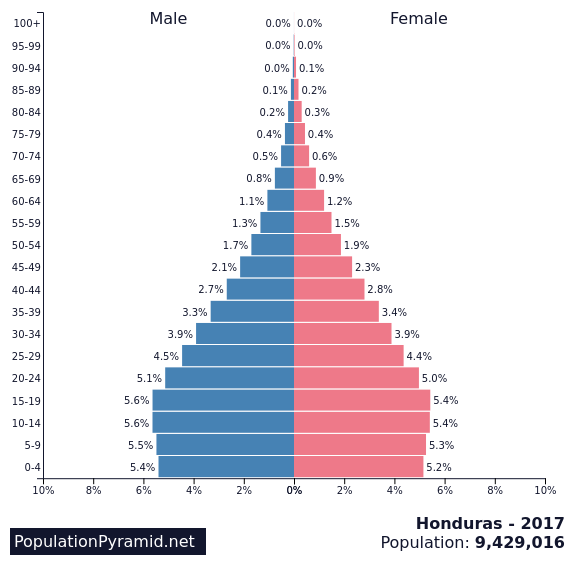 Male Female
100+ 0.0% 0.0%
95-99 0.0% 0.0%
90-94 0.0% 0.1%
85-89 0.1% 0.2%
80-84 0.2% 0.3%
75-79 0.4% 0.4%
70-74 0.5% 0.6%
65-69 0.8% 0.9%
60-64 1.1% 1.2%
55-59 1.3% 1.5%
50-54 1.7% 1.9%
45-49 2.1% 2.3%
40-44 2.7% 2.8%
35-39 3.3% 3.4%
30-34 3.9% 3.9%
25-29 4.5% 4.4%
20-24 5.1% 5.0%
15-19 5.6% 5.4%
10-14 5.6% 5.4%
5-9 5.5% 5.3%
0-4 5.4% 5.2%
10% 8% 6% 4% 2% 0% 2% 4% 6% 8% 10%
Honduras - 2017
PopulationPyramid.net Population: 9,429,016